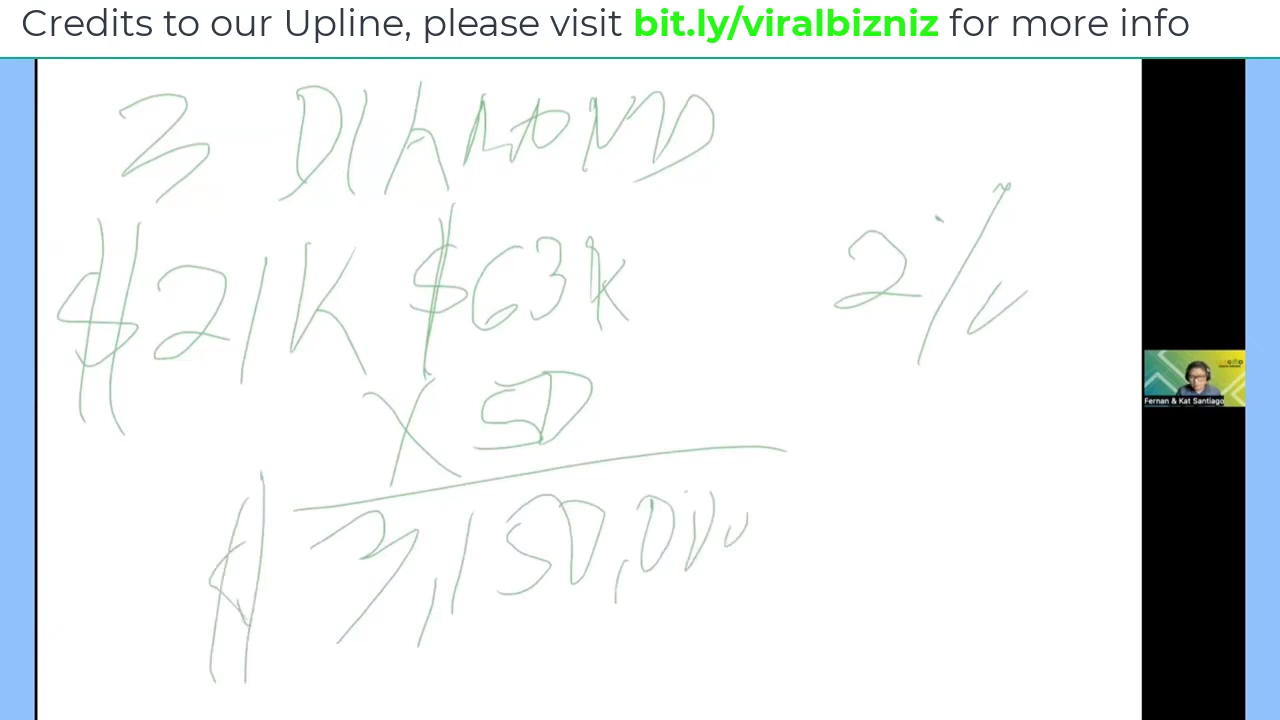 Credits to our Upline, please visit bit.ly/viralbizniz for more info
3 DIAMOND
$21K $63K 2%
X 50
$ 3,150,000
Fernan & Kat Santiago